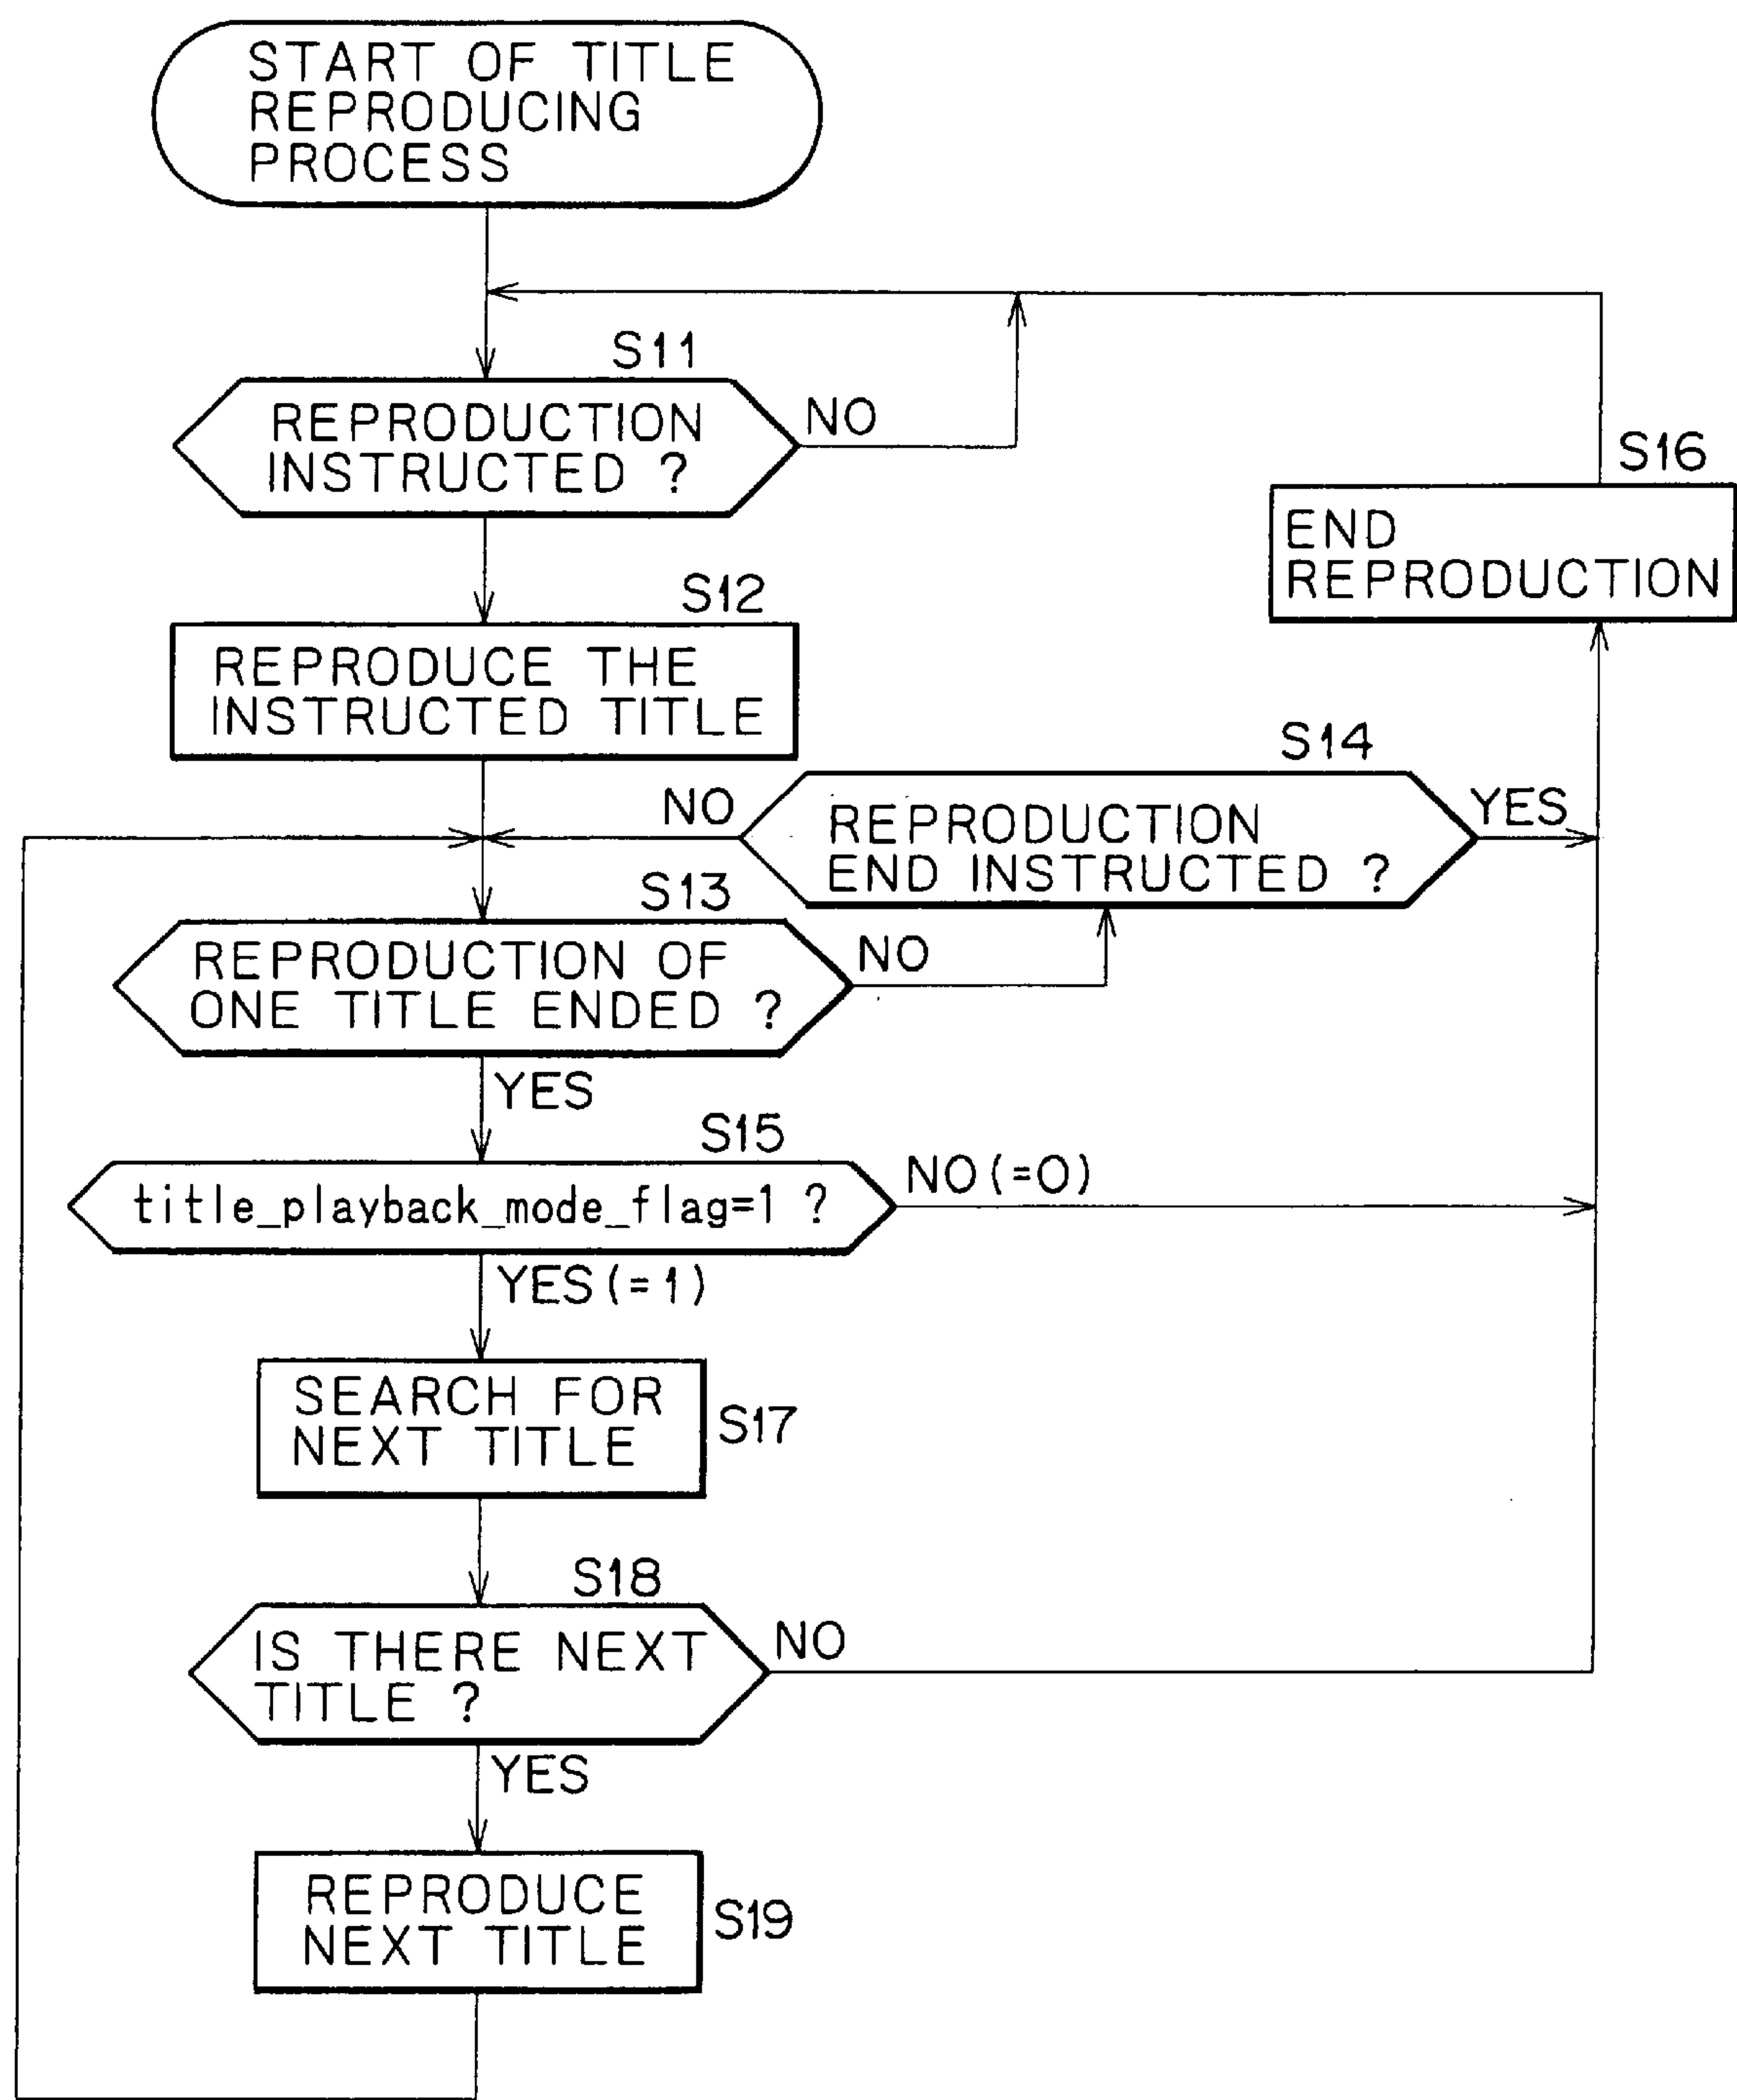 START OF TITLE
REPRODUCING
PROCESS
S11
REPRODUCTION
INSTRUCTED ?
NO
S16
END
REPRODUCTION
S12
REPRODUCE THE
INSTRUCTED TITLE
S14
NO
REPRODUCTION
END INSTRUCTED ?
YES
S13
REPRODUCTION OF
ONE TITLE ENDED ?
NO
YES
S15
title_playback_mode_flag=1 ?
NO(=0)
YES(=1)
SEARCH FOR
NEXT TITLE
S17
S18
IS THERE NEXT
TITLE ?
NO
YES
REPRODUCE
NEXT TITLE
S19